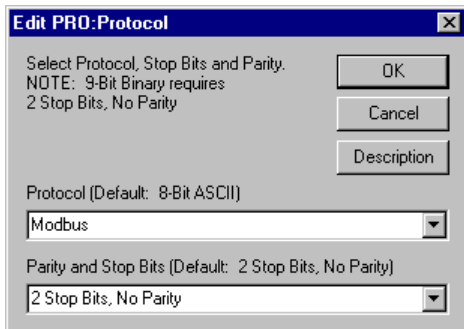 Edit PRO:Protocol
Select Protocol, Stop Bits and Parity.
NOTE:  9-Bit Binary requires
2 Stop Bits, No Parity
OK
Cancel
Description
Protocol (Default:  8-Bit ASCII)
Modbus
Parity and Stop Bits (Default:  2 Stop Bits, No Parity)
2 Stop Bits, No Parity